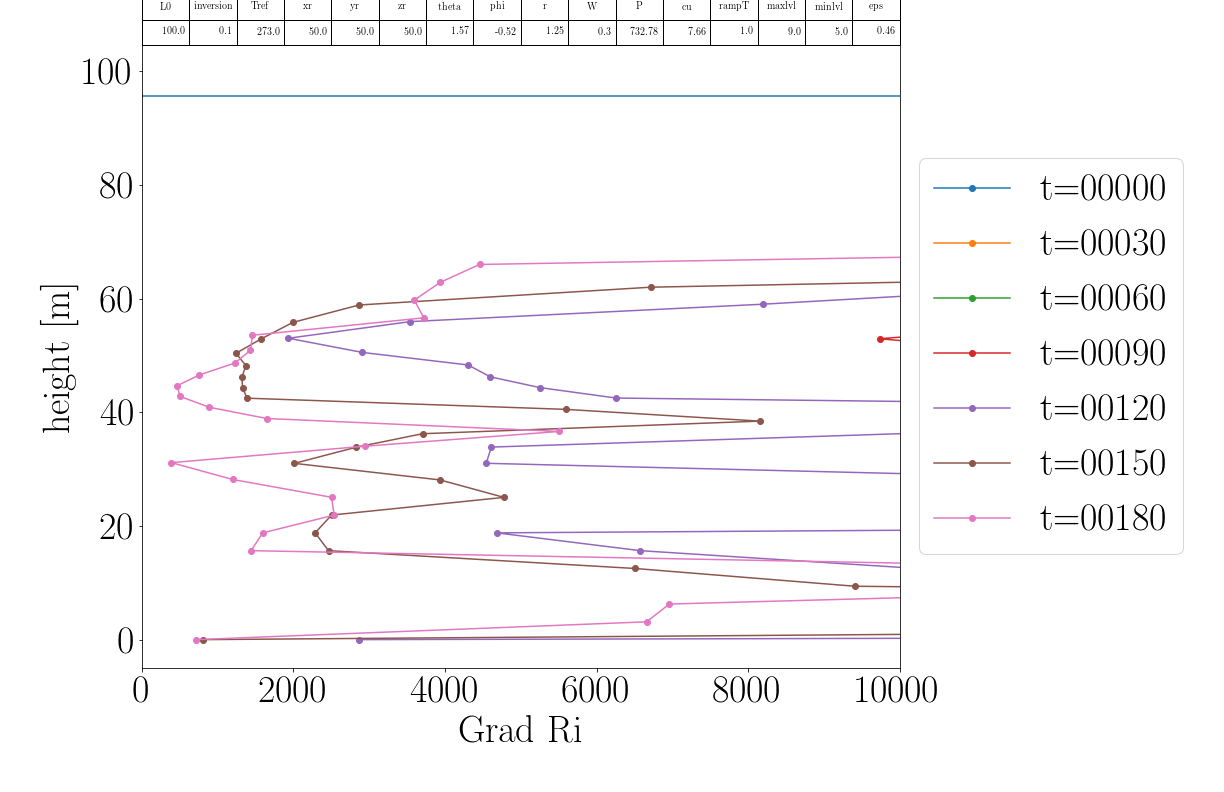 L0 inversion Tref xr yr zr theta phi r W P cu rampT maxlvl minlvl eps
100.0 0.1 273.0 50.0 50.0 50.0 1.57 -0.52 1.25 0.3 732.78 7.66 1.0 9.0 5.0 0.46
100
80
60
40
20
0
height [m]
0 2000 4000 6000 8000 10000
Grad Ri
t=00000
t=00030
t=00060
t=00090
t=00120
t=00150
t=00180